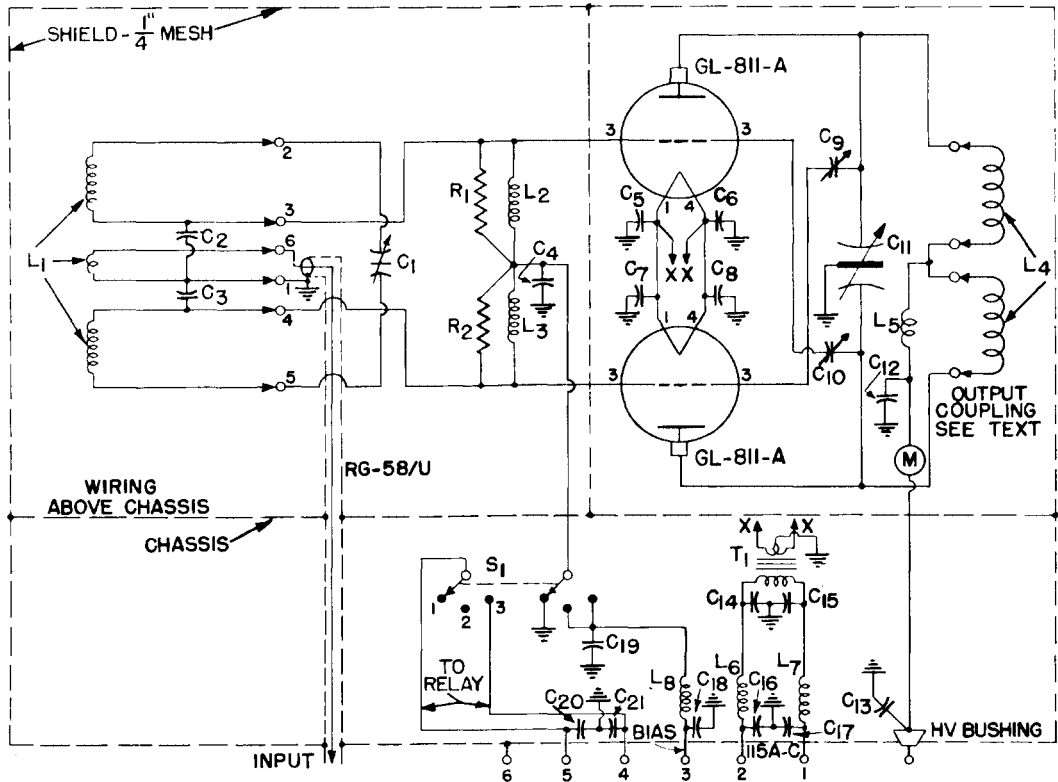 SHIELD-1/4" MESH
GL-811-A
2
3
6
1
4
5
L1
C2
C3
C1
R1
R2
L2
L3
C4
3
3
C5
C6
1
4
X X
C7
C8
1
4
3
3
C9
C10
C11
L4
L5
C12
OUTPUT
COUPLING
SEE TEXT
M
GL-811-A
RG-58/U
WIRING
ABOVE CHASSIS
CHASSIS
X
X
T1
S1
1
2
3
C14
C15
C19
TO
RELAY
L8
L6
L7
C18
C16
C17
C20
C21
BIAS
C13
HV BUSHING
115A-C
INPUT
6
5
4
3
2
1